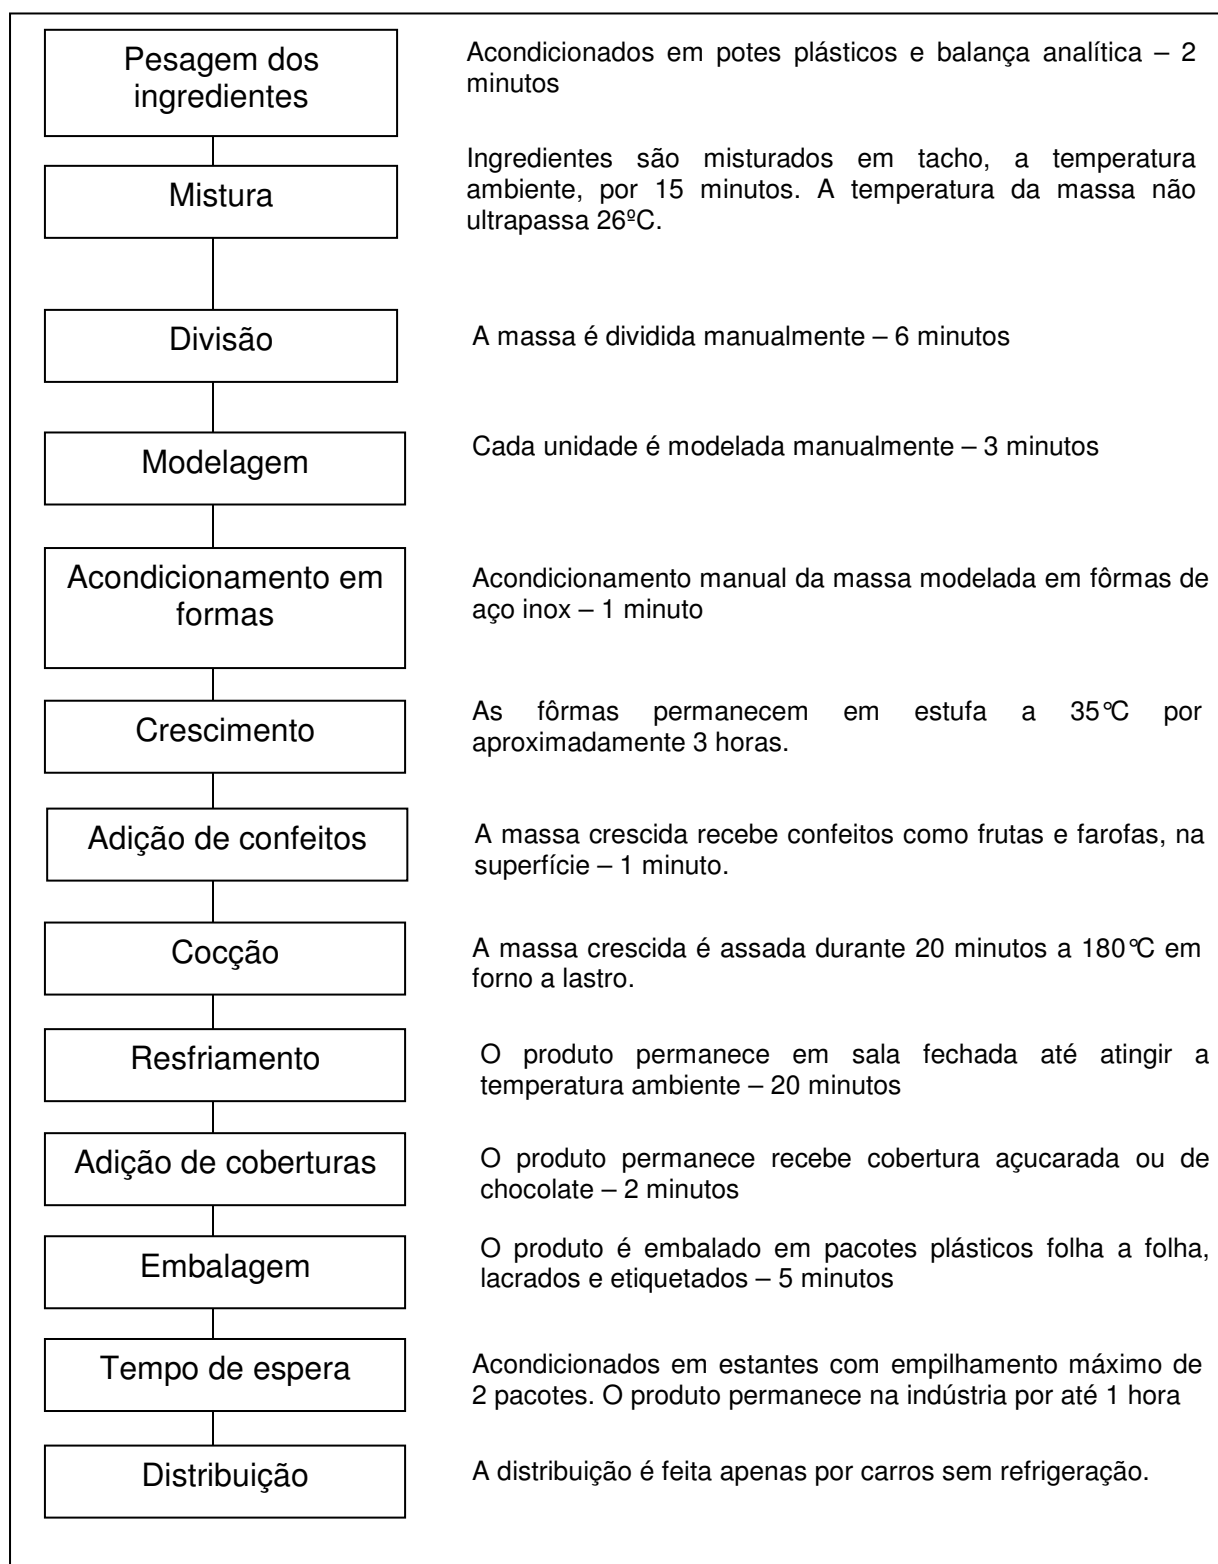 Pesagem dos
ingredientes
Acondicionados em potes plásticos e balança analítica – 2
minutos
Mistura
Ingredientes são misturados em tacho, a temperatura
ambiente, por 15 minutos. A temperatura da massa não
ultrapassa 26ºC.
Divisão
A massa é dividida manualmente – 6 minutos
Modelagem
Cada unidade é modelada manualmente – 3 minutos
Acondicionamento em
formas
Acondicionamento manual da massa modelada em fôrmas de
aço inox – 1 minuto
Crescimento
As fôrmas permanecem em estufa a 35°C por
aproximadamente 3 horas.
Adição de confeitos
A massa crescida recebe confeitos como frutas e farofas, na
superfície – 1 minuto.
Cocção
A massa crescida é assada durante 20 minutos a 180°C em
forno a lastro.
Resfriamento
O produto permanece em sala fechada até atingir a
temperatura ambiente – 20 minutos
Adição de coberturas
O produto permanece recebe cobertura açucarada ou de
chocolate – 2 minutos
Embalagem
O produto é embalado em pacotes plásticos folha a folha,
lacrados e etiquetados – 5 minutos
Tempo de espera
Acondicionados em estantes com empilhamento máximo de
2 pacotes. O produto permanece na indústria por até 1 hora
Distribuição
A distribuição é feita apenas por carros sem refrigeração.